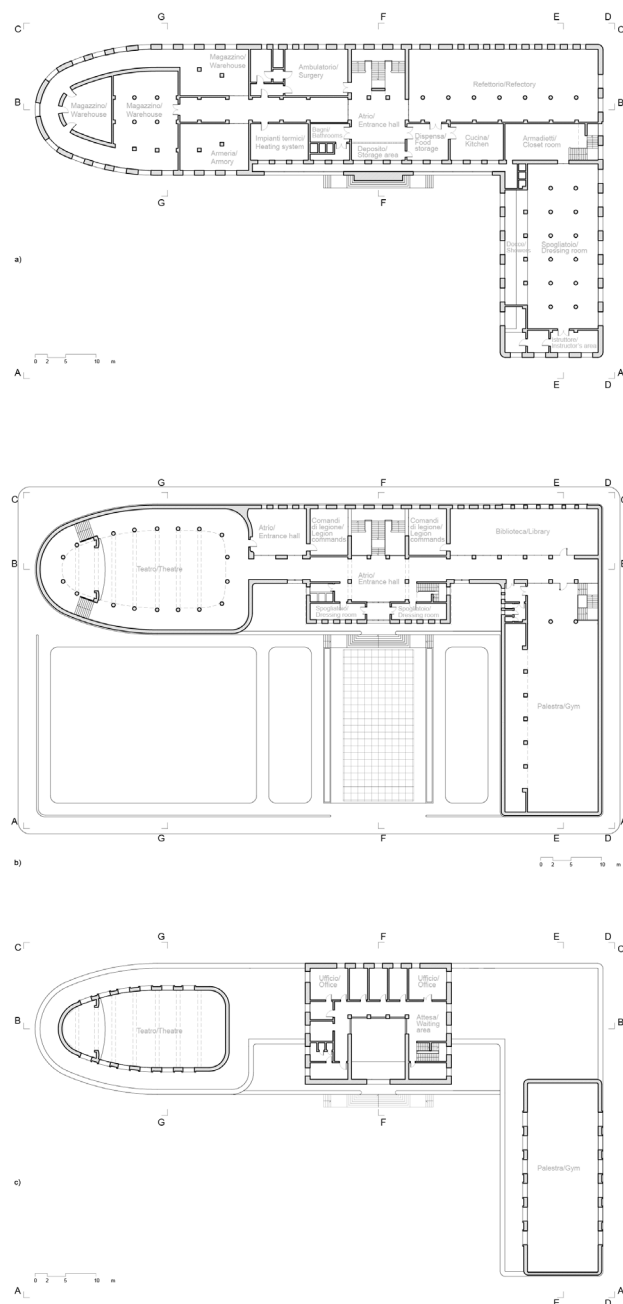 G F E D
C C
Magazzino/
Warehouse
Ambulatorio/
Surgery
Refettorio/Refectory
B B
Magazzino/
Warehouse
Magazzino/
Warehouse
Atrio/
Entrance hall
Armeria/
Armory
Impianti termici/
Heating system
Bagni/
Bathrooms
Deposito/
Storage area
Dispensa/
Food
storage
Cucina/
Kitchen
Armadietti/
Closet room
G F
Docce/Showers
Spogliatoio/
Dressing room
a)
Istruttore/
Instructor's area
0 2 5 10 m
A A
E D
G F E D
C C
Atrio/
Entrance hall
Comandi
di legione/
Legion
commands
Comandi
di legione/
Legion
commands
Biblioteca/Library
B B
Teatro/Theatre
Atrio/
Entrance hall
Spogliatoio/
Dressing room
Spogliatoio/
Dressing room
Palestra/Gym
A A
G F E D
b)
0 2 5 10 m
G F E D
C C
Ufficio/
Office
Ufficio/
Office
B B
Teatro/Theatre
Attesa/
Waiting
area
G F
Palestra/Gym
c)
0 2 5 10 m
A A
E D